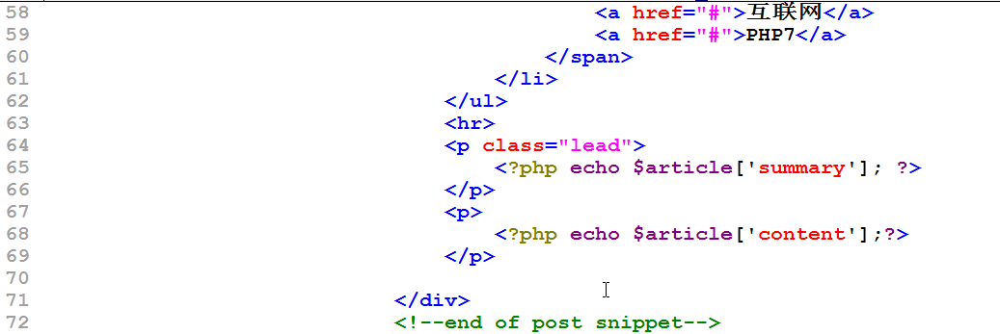 58 <a href="#">互联网</a>
59 <a href="#">PHP7</a>
60 </span>
61 </li>
62 </ul>
63 <hr>
64 <p class="lead">
65 <?php echo $article['summary']; ?>
66 </p>
67 <p>
68 <?php echo $article['content'];?>
69 </p>
70
71 </div>
72 <!--end of post snippet-->